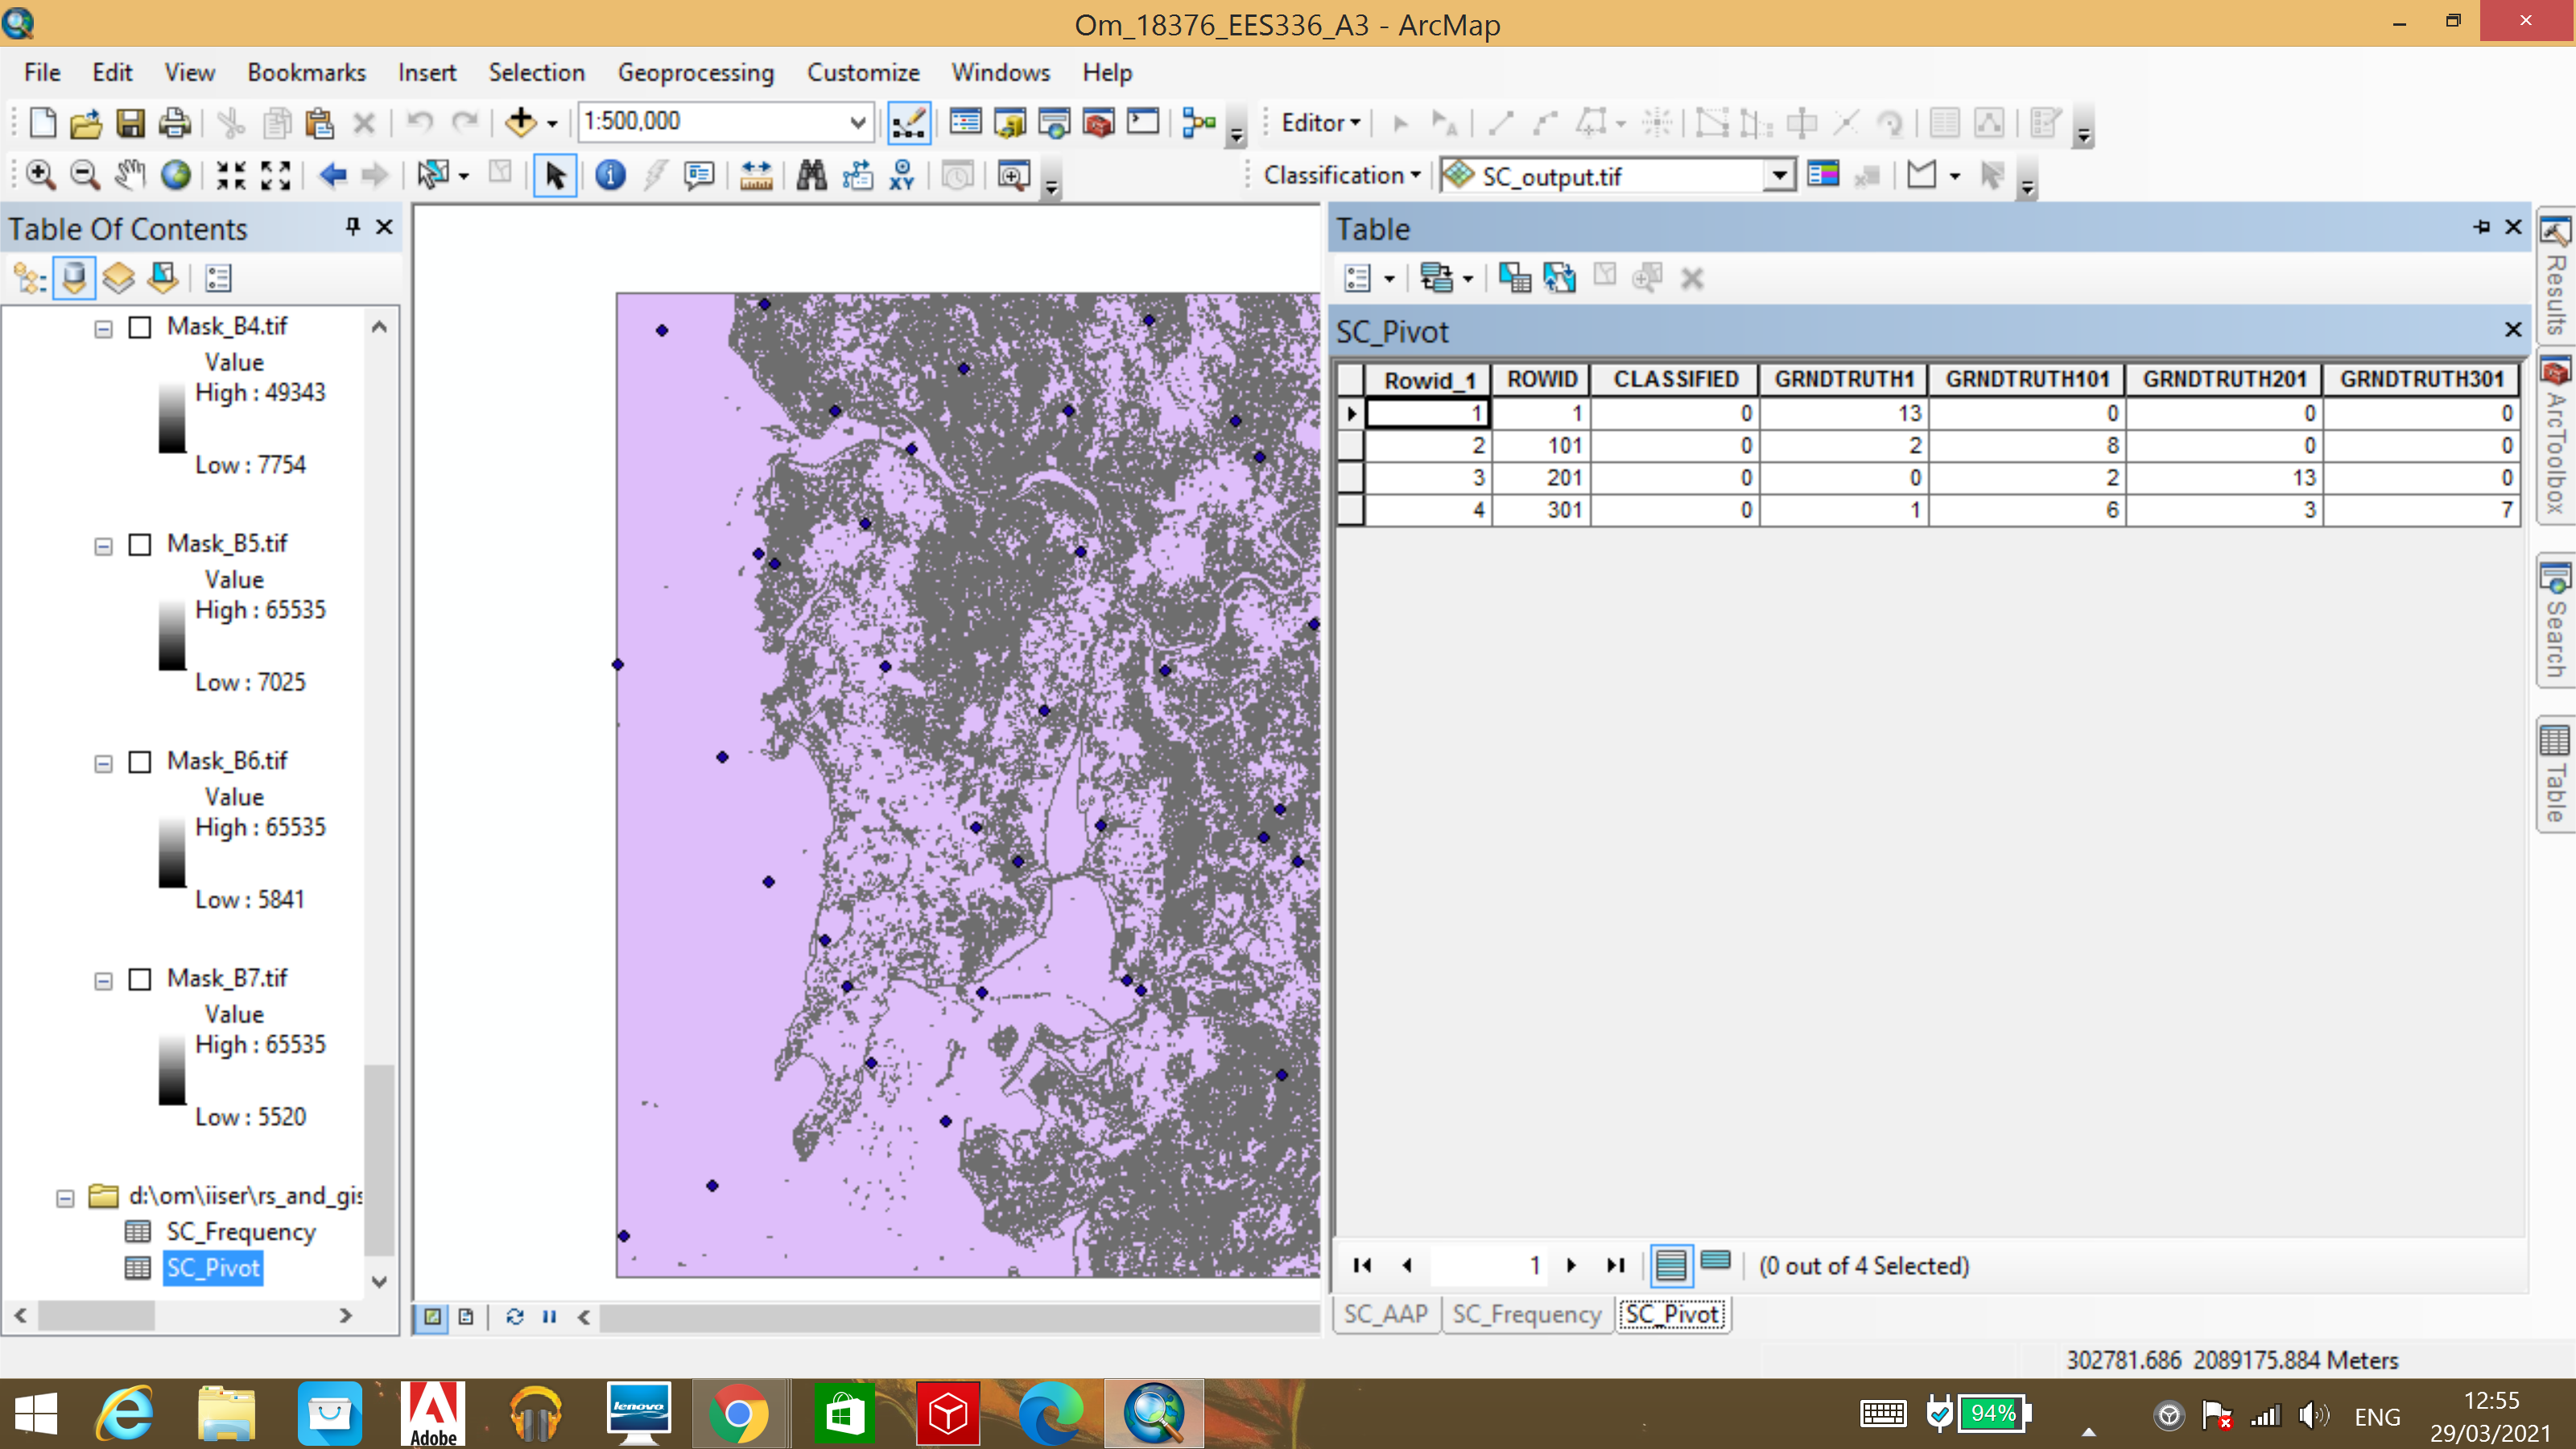 Om_18376_EES336_A3 - ArcMap
File Edit View Bookmarks Insert Selection Geoprocessing Customize Windows Help
1:500,000
Editor
XY
Classification
SC_output.tif
Table Of Contents
Mask_B4.tif
Value
High : 49343
Low : 7754
Mask_B5.tif
Value
High : 65535
Low : 7025
Mask_B6.tif
Value
High : 65535
Low : 5841
Mask_B7.tif
Value
High : 65535
Low : 5520
d:\om\iiser\rs_and_gis
SC_Frequency
SC_Pivot
Table
SC_Pivot
Rowid_1 ROWID CLASSIFIED GRNDTRUTH1 GRNDTRUTH101 GRNDTRUTH201 GRNDTRUTH301
1 1 0 13 0 0 0
2 101 0 2 8 0 0
3 201 0 0 2 13 0
4 301 0 1 6 3 7
1
(0 out of 4 Selected)
SC_AAP SC_Frequency SC_Pivot
Results
ArcToolbox
Search
Table
302781.686 2089175.884 Meters
Adobe
lenovo
94%
ENG
12:55
29/03/2021